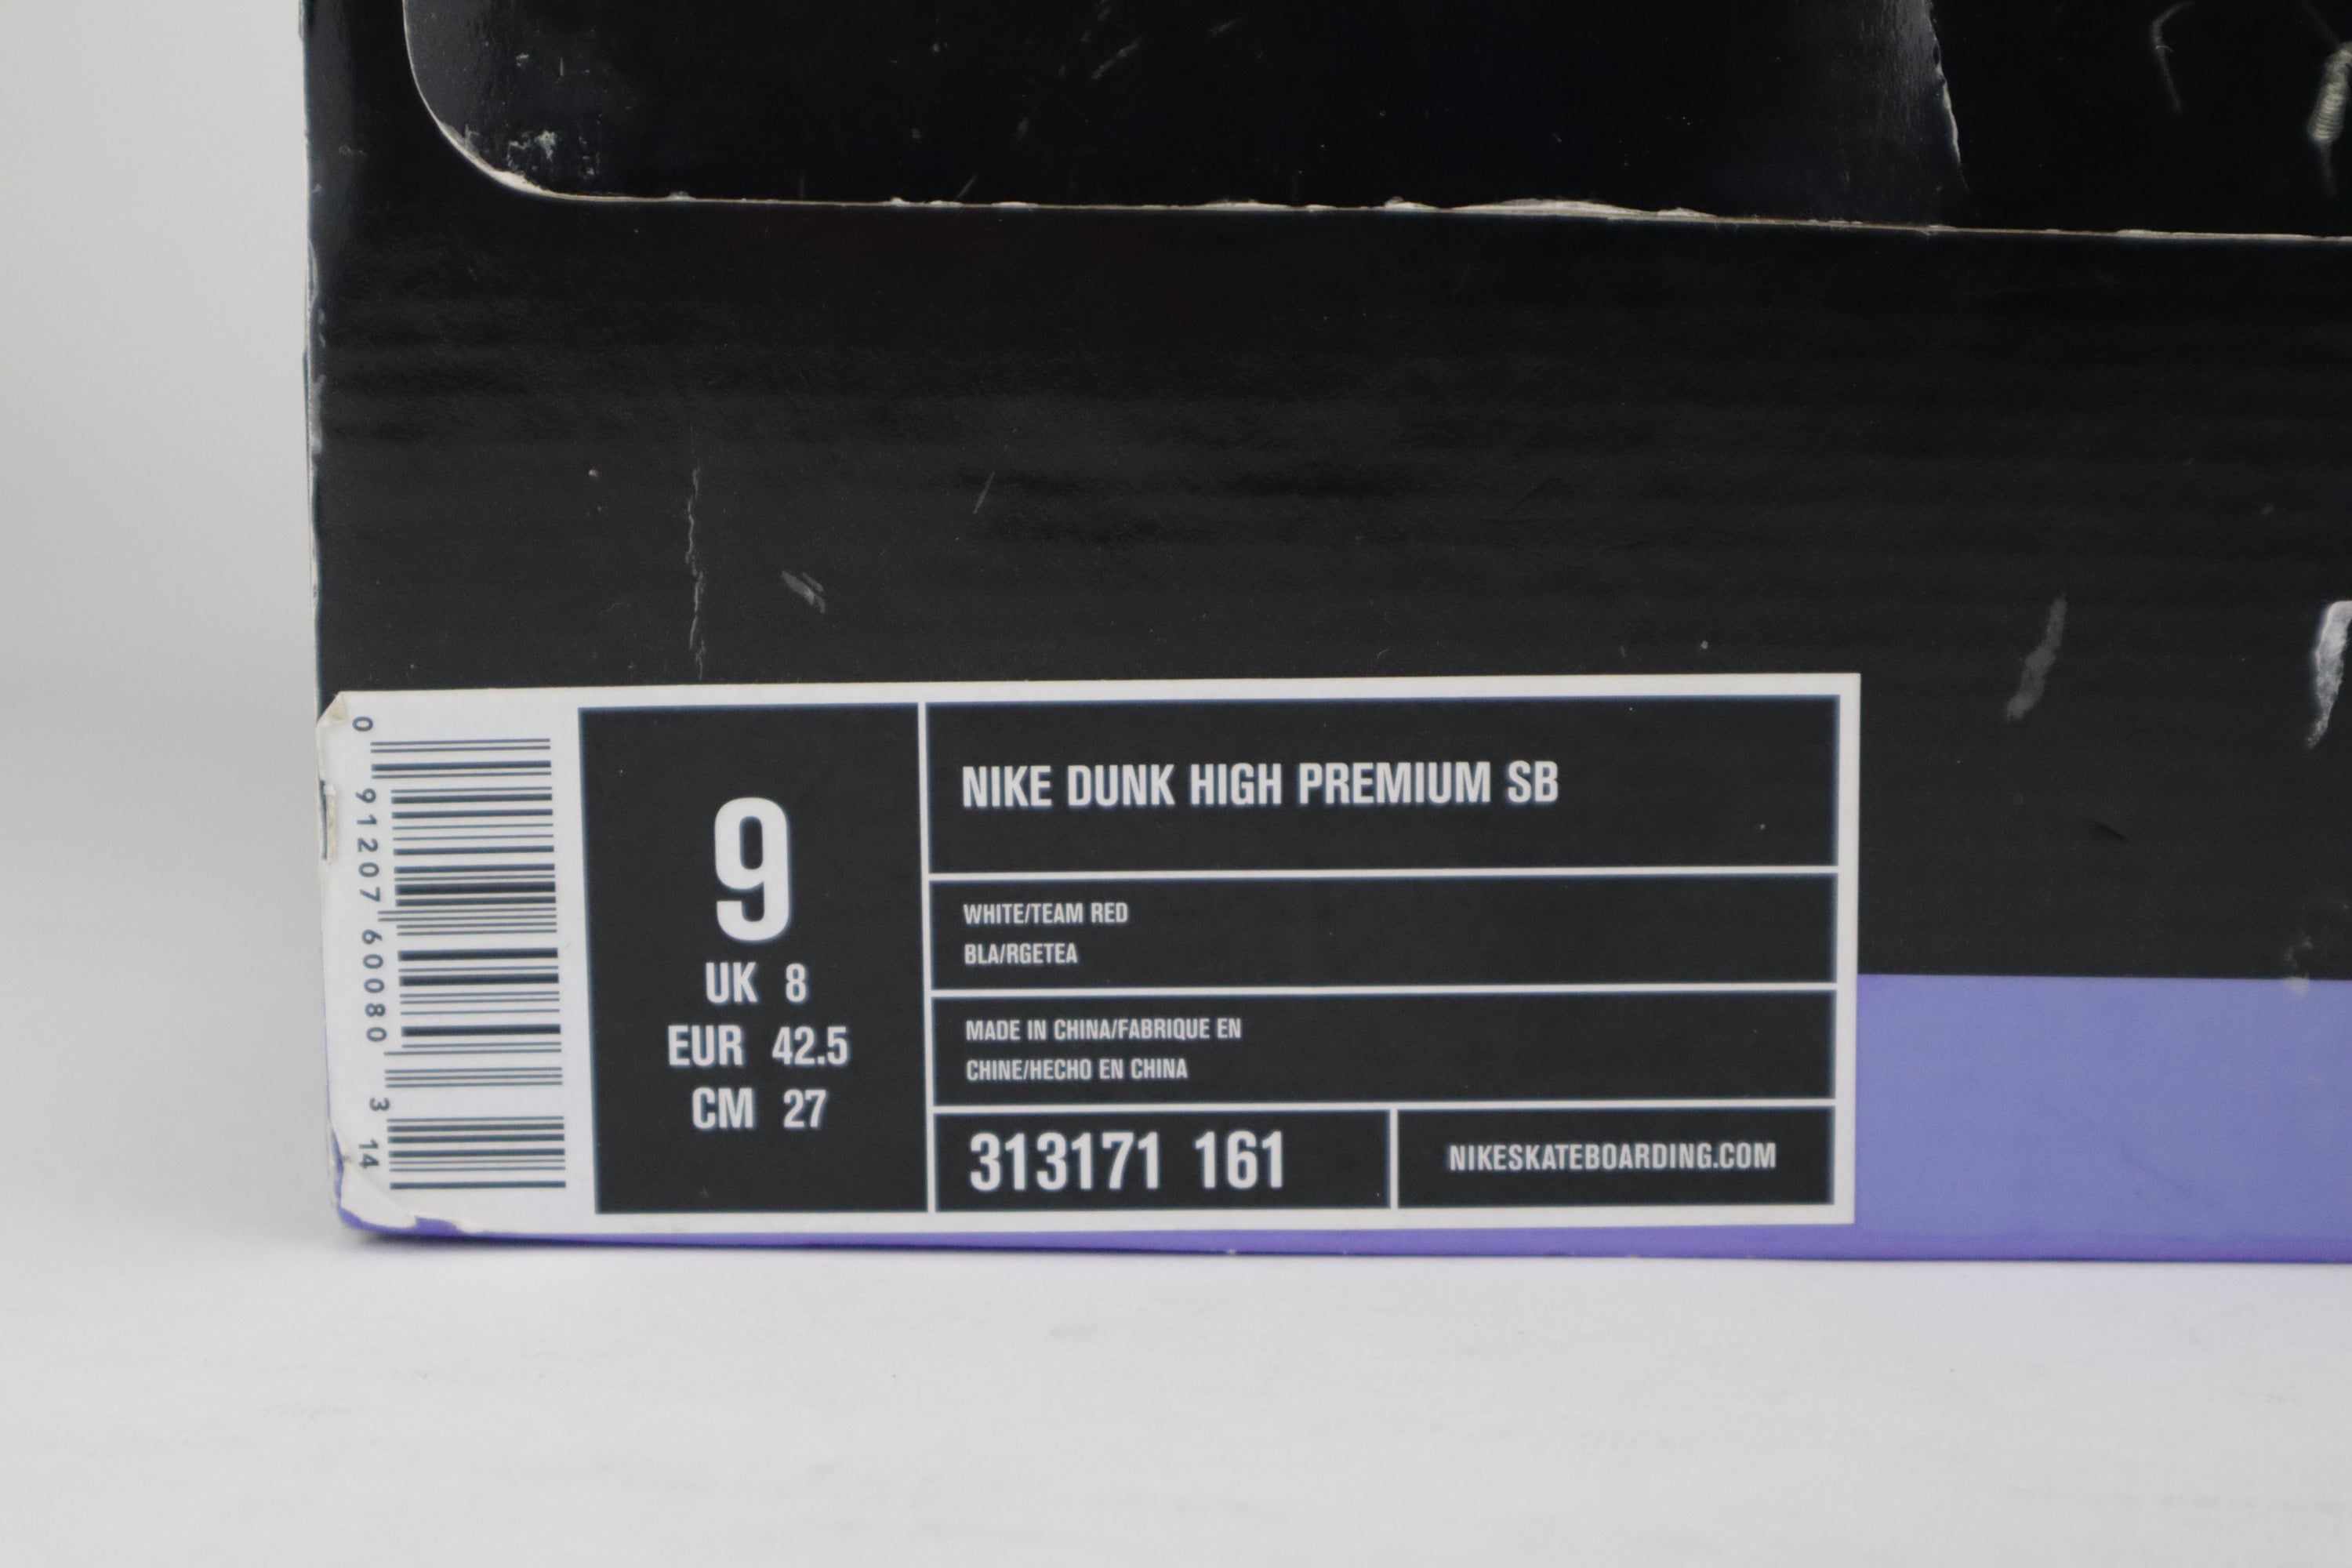 0 91207 60080 3 14
9
UK 8
EUR 42.5
CM 27
NIKE DUNK HIGH PREMIUM SB
WHITE/TEAM RED
BLA/RGETEA
MADE IN CHINA/FABRIQUE EN
CHINE/HECHO EN CHINA
313171 161
NIKESKATEBOARDING.COM